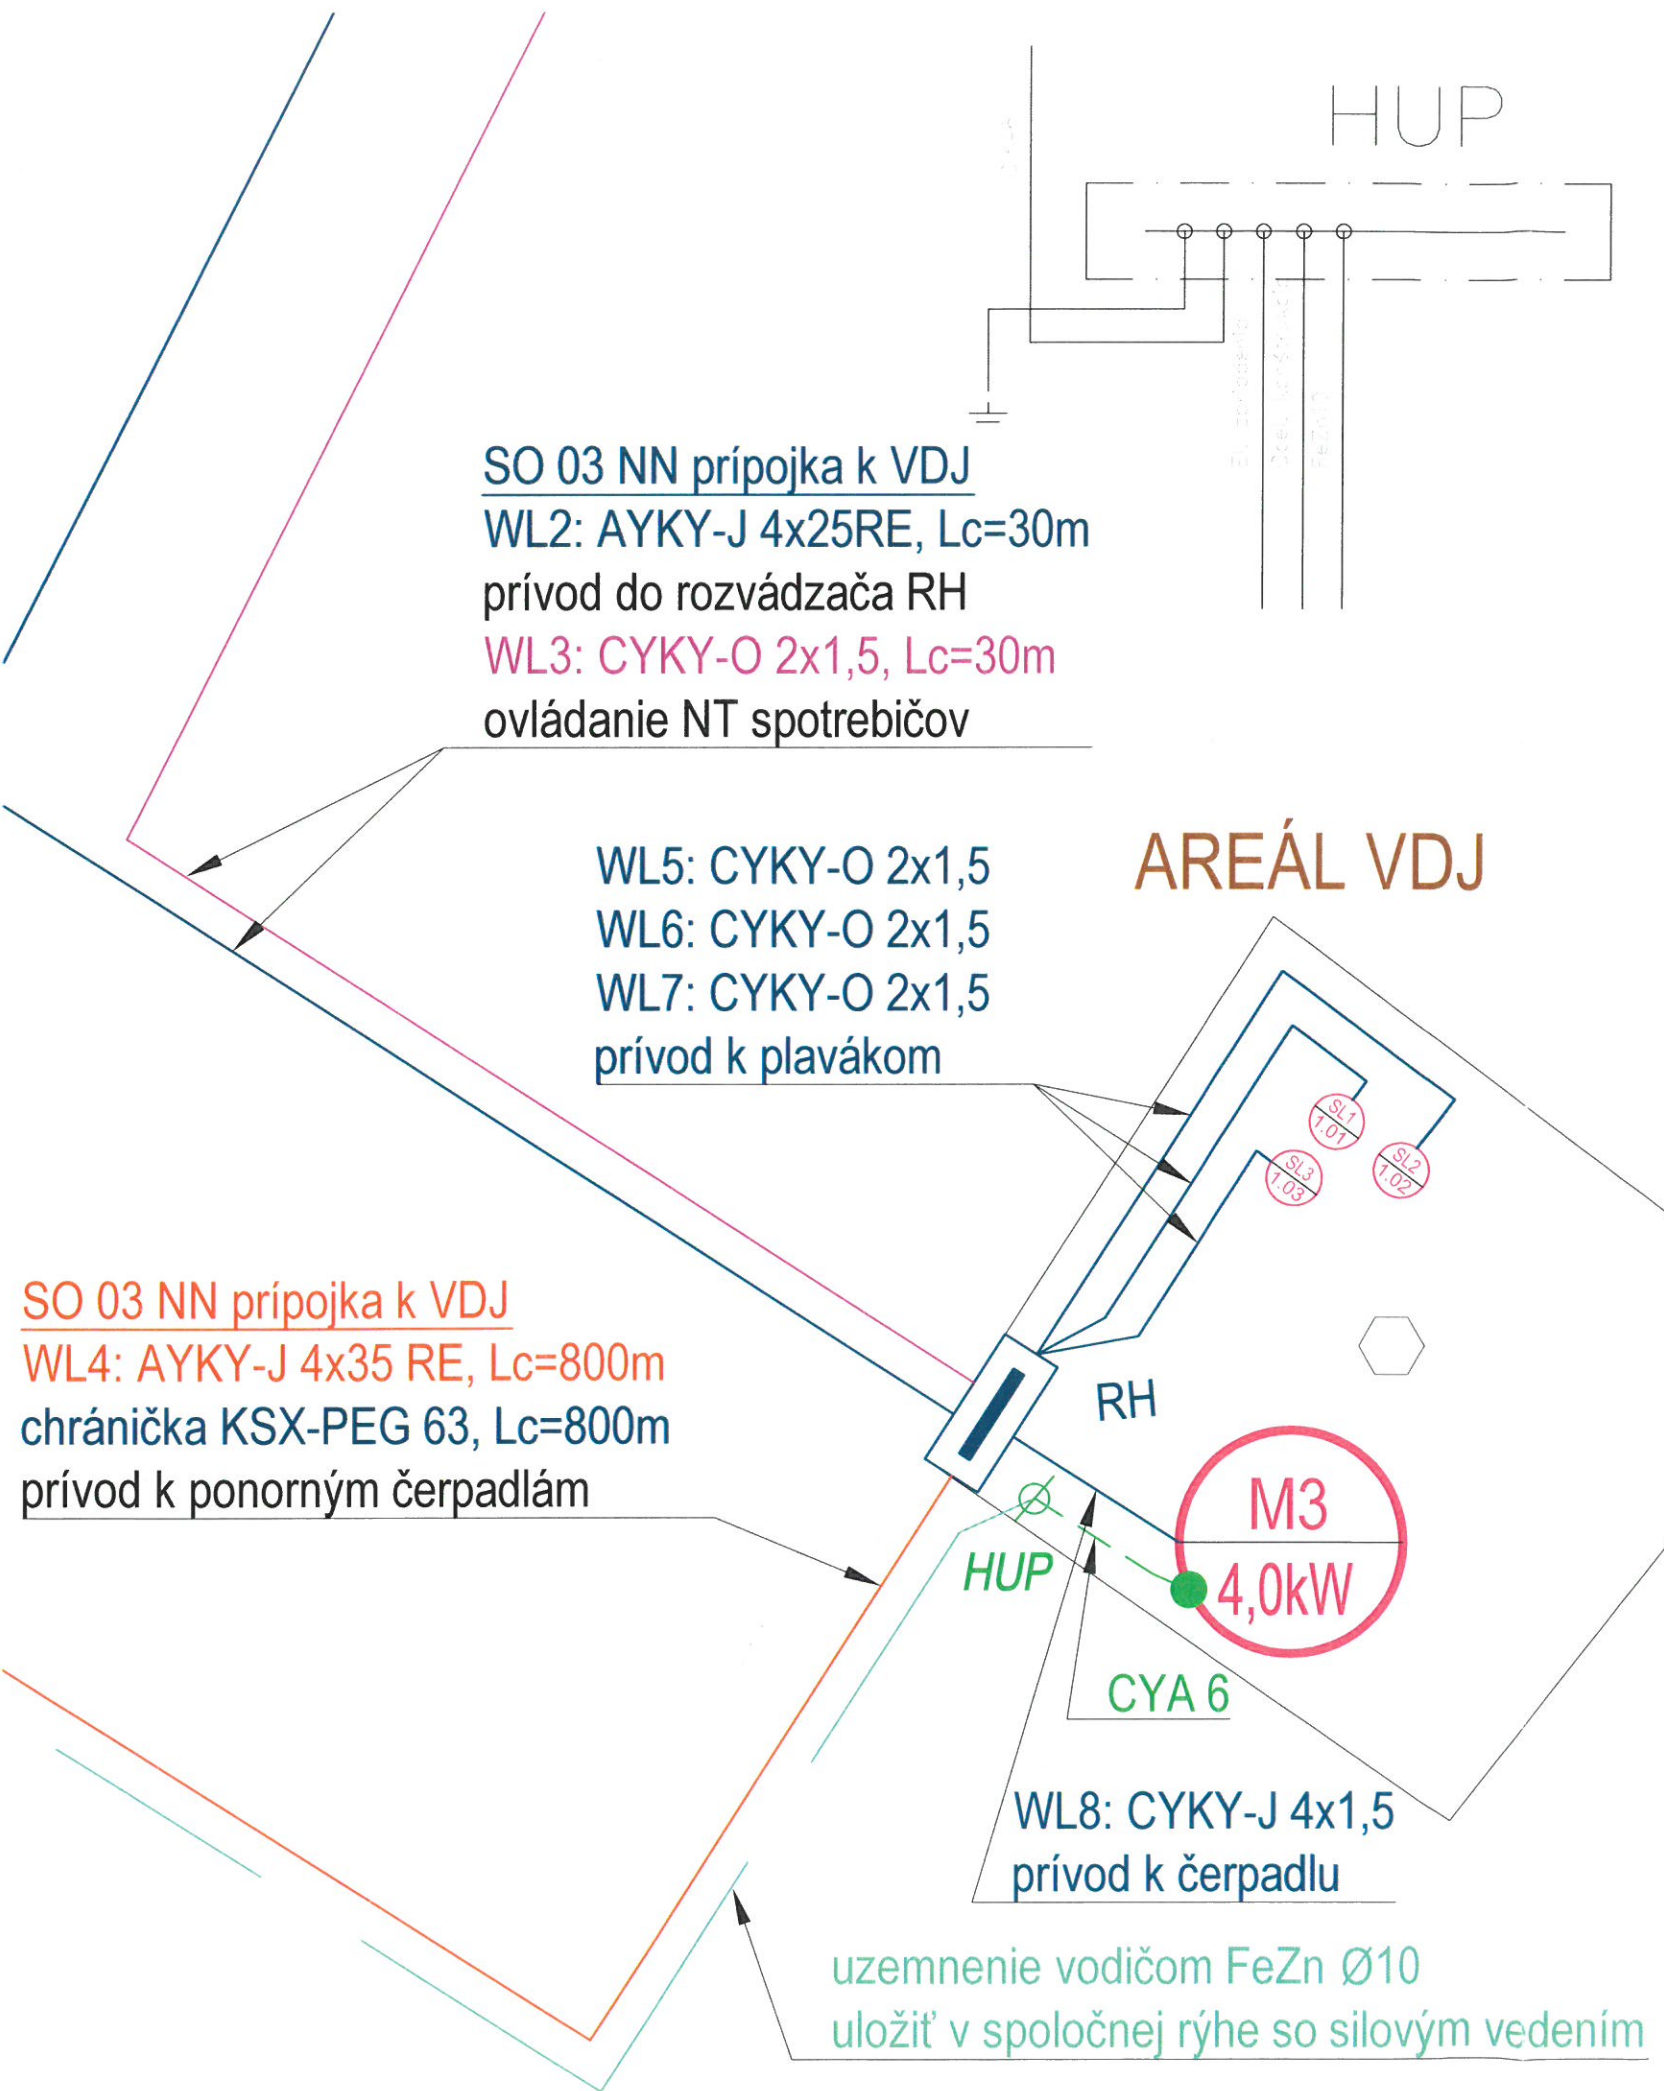 HUP
SO 03 NN prípojka k VDJ
WL2: AYKY-J 4x25RE, Lc=30m
prívod do rozvádzača RH
WL3: CYKY-O 2x1,5, Lc=30m
ovládanie NT spotrebičov
WL5: CYKY-O 2x1,5
WL6: CYKY-O 2x1,5
WL7: CYKY-O 2x1,5
prívod k plavákom
AREÁL VDJ
SL1
1.01
SL2
1.02
SL3
1.03
SO 03 NN prípojka k VDJ
WL4: AYKY-J 4x35 RE, Lc=800m
chránička KSX-PEG 63, Lc=800m
prívod k ponorným čerpadlám
RH
M3
4,0kW
HUP
CYA 6
WL8: CYKY-J 4x1,5
prívod k čerpadlu
uzemnenie vodičom FeZn Ø10
uložiť v spoločnej rýhe so silovým vedením